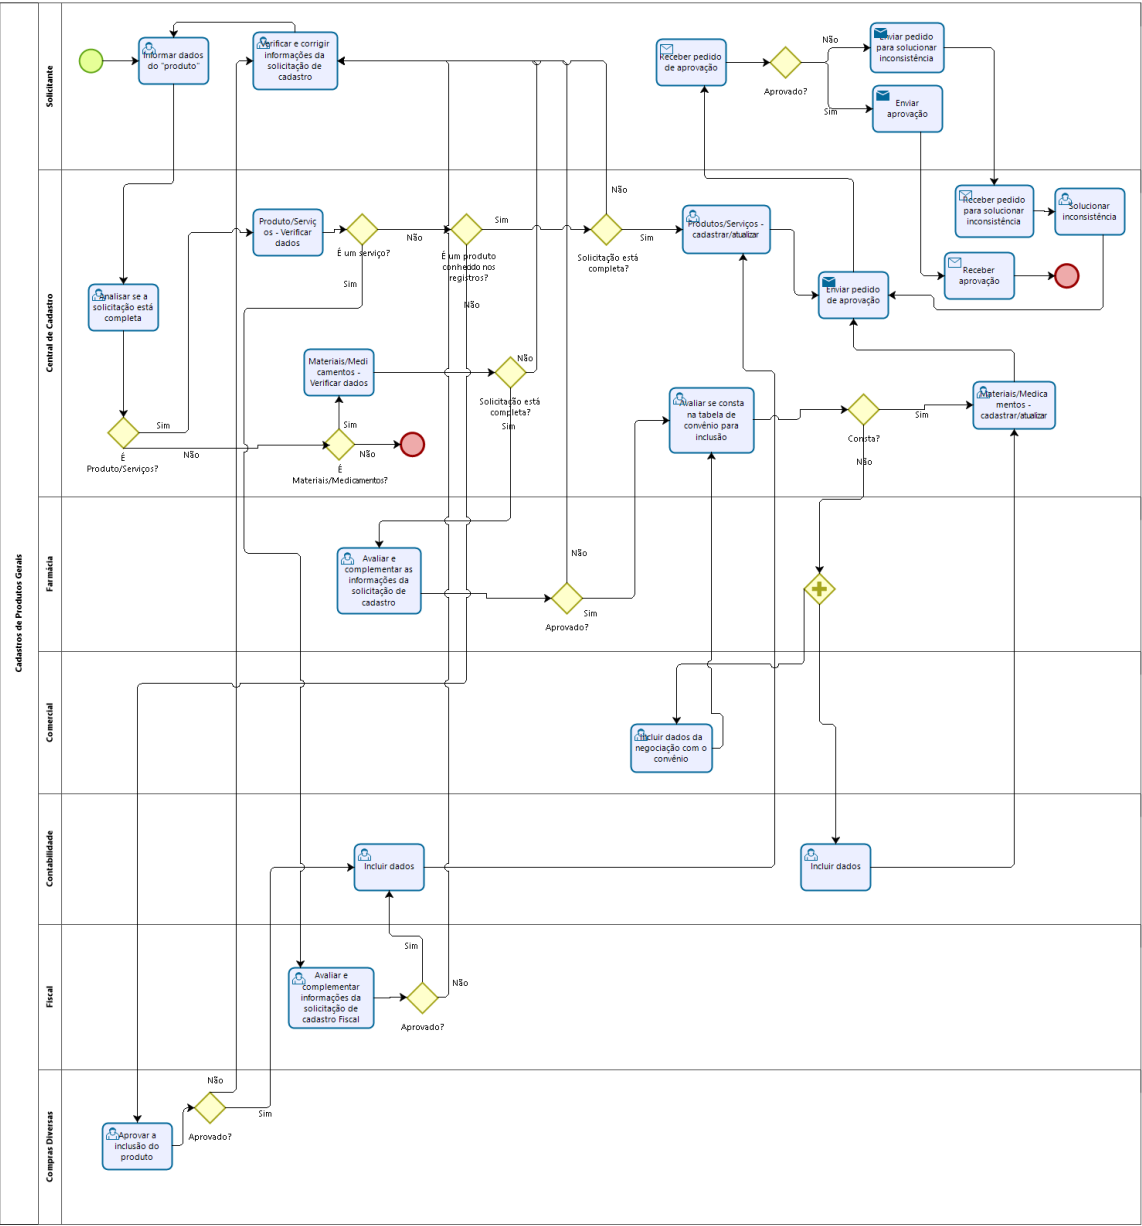 Cadastros de Produtos Gerais
Solicitante
Informar dados
do "produto"
Verificar e corrigir
informações da
solicitação de
cadastro
Receber pedido
de aprovação
Aprovado?
Não
Sim
Enviar pedido
para solucionar
inconsistência
Enviar
aprovação
Central de Cadastro
Produto/Serviç
os - Verificar
dados
É um serviço?
Não
Sim
É um produto
conhecido nos
registros?
Sim
Não
Não
Solicitação está
completa?
Sim
Produtos/Serviços -
cadastrar/atualizar
Receber pedido
para solucionar
inconsistência
Solucionar
inconsistência
Receber
aprovação
Enviar pedido
de aprovação
Analisar se a
solicitação está
completa
Materiais/Medi
camentos -
Verificar dados
Não
Solicitação está
completa?
Sim
Sim
É
Produto/Serviços?
Não
Sim
Não
É
Materiais/Medicamentos?
Avaliar se consta
na tabela de
convênio para
inclusão
Consta?
Sim
Não
Materiais/Medica
mentos -
cadastrar/atualizar
Farmácia
Avaliar e
complementar as
informações da
solicitação de
cadastro
Não
Sim
Aprovado?
Comercial
Incluir dados da
negociação com o
convênio
Contabilidade
Incluir dados
Incluir dados
Fiscal
Avaliar e
complementar
informações da
solicitação de
cadastro Fiscal
Sim
Não
Aprovado?
Compras Diversas
Aprovar a
inclusão do
produto
Não
Sim
Aprovado?